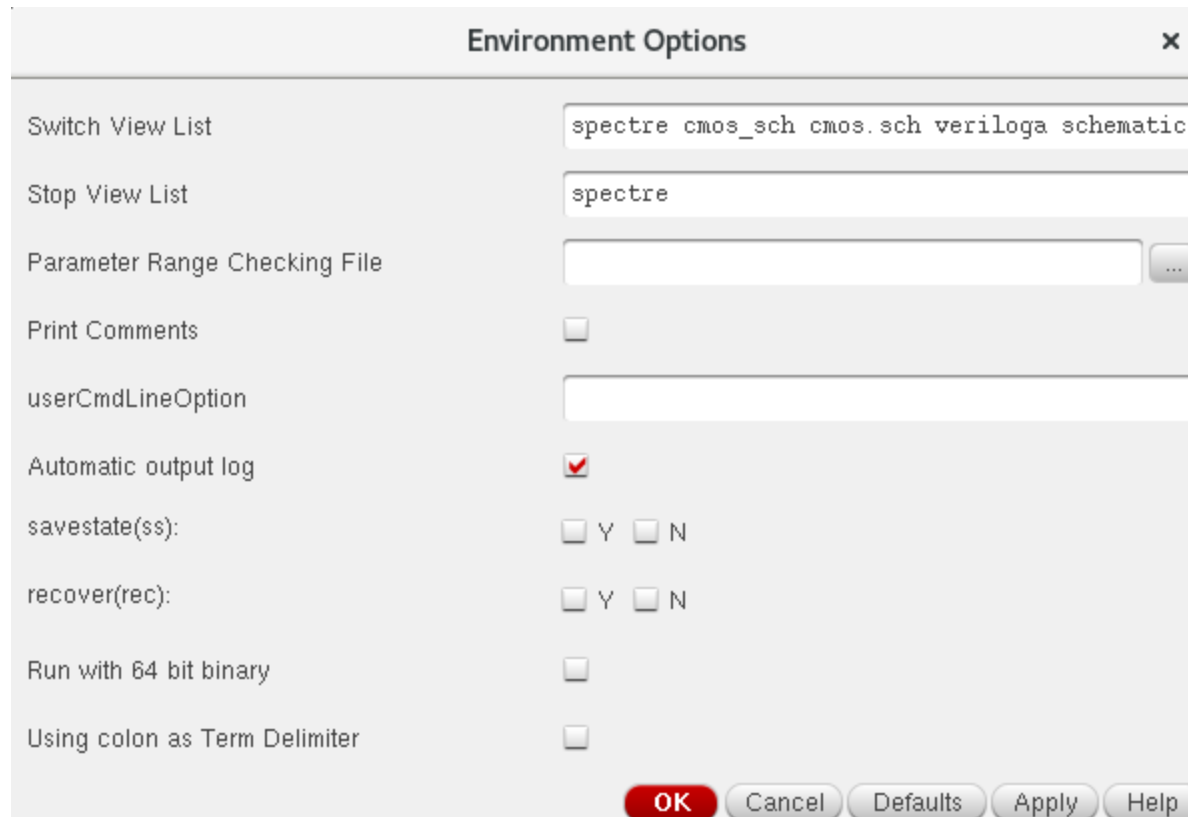 Environment Options ×
Switch View List spectre cmos_sch cmos.sch veriloga schematic
Stop View List spectre
Parameter Range Checking File ...
Print Comments
userCmdLineOption
Automatic output log
savestate(ss): Y N
recover(rec): Y N
Run with 64 bit binary
Using colon as Term Delimiter
OK Cancel Defaults Apply Help